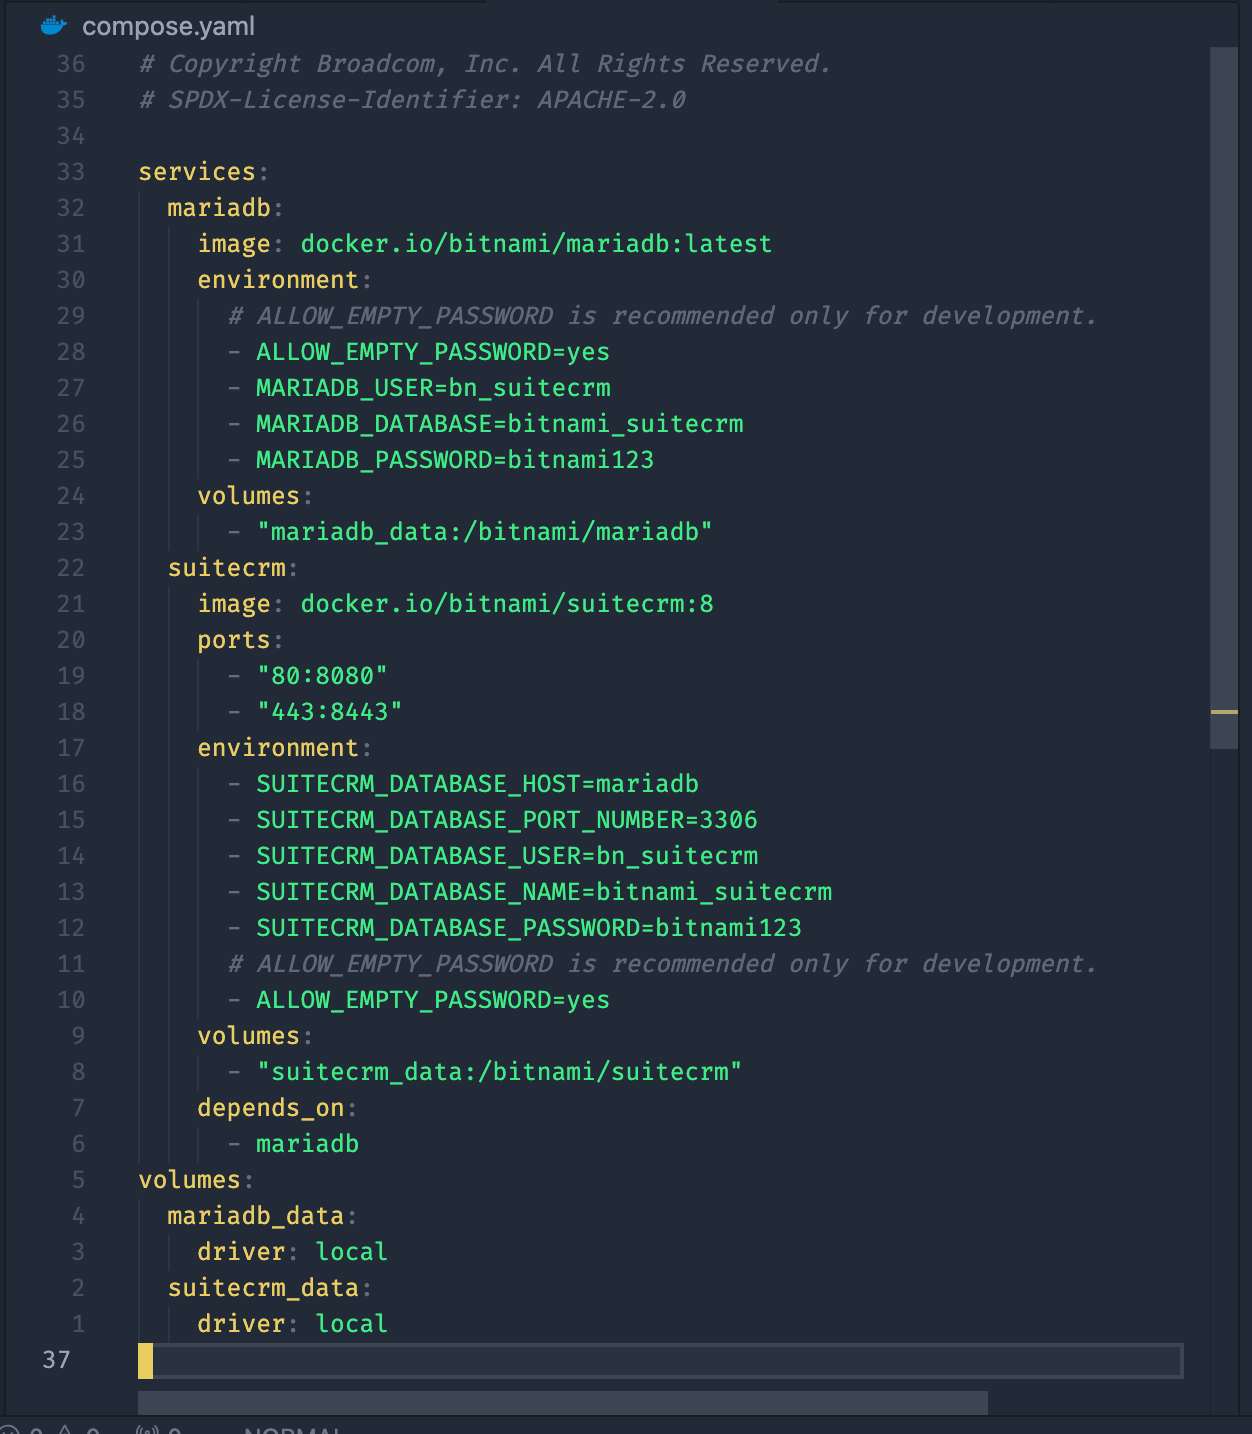 compose.yaml
36 # Copyright Broadcom, Inc. All Rights Reserved.
35 # SPDX-License-Identifier: APACHE-2.0
34
33 services:
32   mariadb:
31     image: docker.io/bitnami/mariadb:latest
30     environment:
29       # ALLOW_EMPTY_PASSWORD is recommended only for development.
28       - ALLOW_EMPTY_PASSWORD=yes
27       - MARIADB_USER=bn_suitecrm
26       - MARIADB_DATABASE=bitnami_suitecrm
25       - MARIADB_PASSWORD=bitnami123
24     volumes:
23       - "mariadb_data:/bitnami/mariadb"
22   suitecrm:
21     image: docker.io/bitnami/suitecrm:8
20     ports:
19       - "80:8080"
18       - "443:8443"
17     environment:
16       - SUITECRM_DATABASE_HOST=mariadb
15       - SUITECRM_DATABASE_PORT_NUMBER=3306
14       - SUITECRM_DATABASE_USER=bn_suitecrm
13       - SUITECRM_DATABASE_NAME=bitnami_suitecrm
12       - SUITECRM_DATABASE_PASSWORD=bitnami123
11       # ALLOW_EMPTY_PASSWORD is recommended only for development.
10       - ALLOW_EMPTY_PASSWORD=yes
9     volumes:
8       - "suitecrm_data:/bitnami/suitecrm"
7     depends_on:
6       - mariadb
5 volumes:
4   mariadb_data:
3     driver: local
2   suitecrm_data:
1     driver: local
37
0 0 0 NORMAL